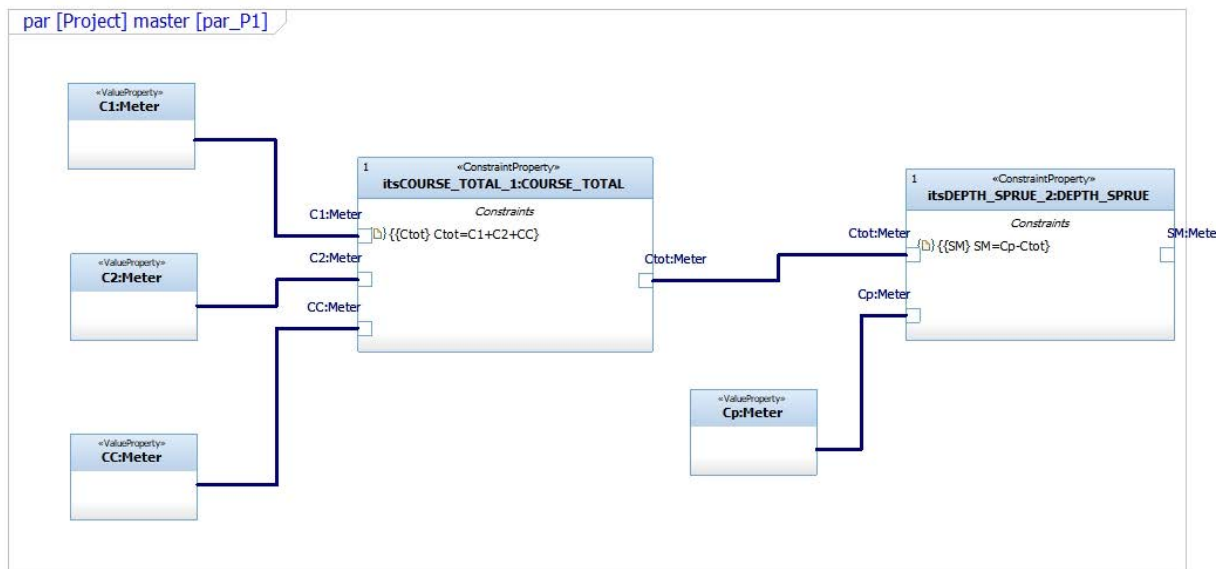 par [Project] master [par_P1]
«ValueProperty»
C1:Meter
1
«ConstraintProperty»
itsCOURSE_TOTAL_1:COURSE_TOTAL
Constraints
{{Ctot} Ctot=C1+C2+CC}
C1:Meter
C2:Meter
CC:Meter
Ctot:Meter
«ValueProperty»
C2:Meter
«ValueProperty»
CC:Meter
1
«ConstraintProperty»
itsDEPTH_SPRUE_2:DEPTH_SPRUE
Constraints
{{SM} SM=Cp-Ctot}
Ctot:Meter
Cp:Meter
SM:Mete
«ValueProperty»
Cp:Meter